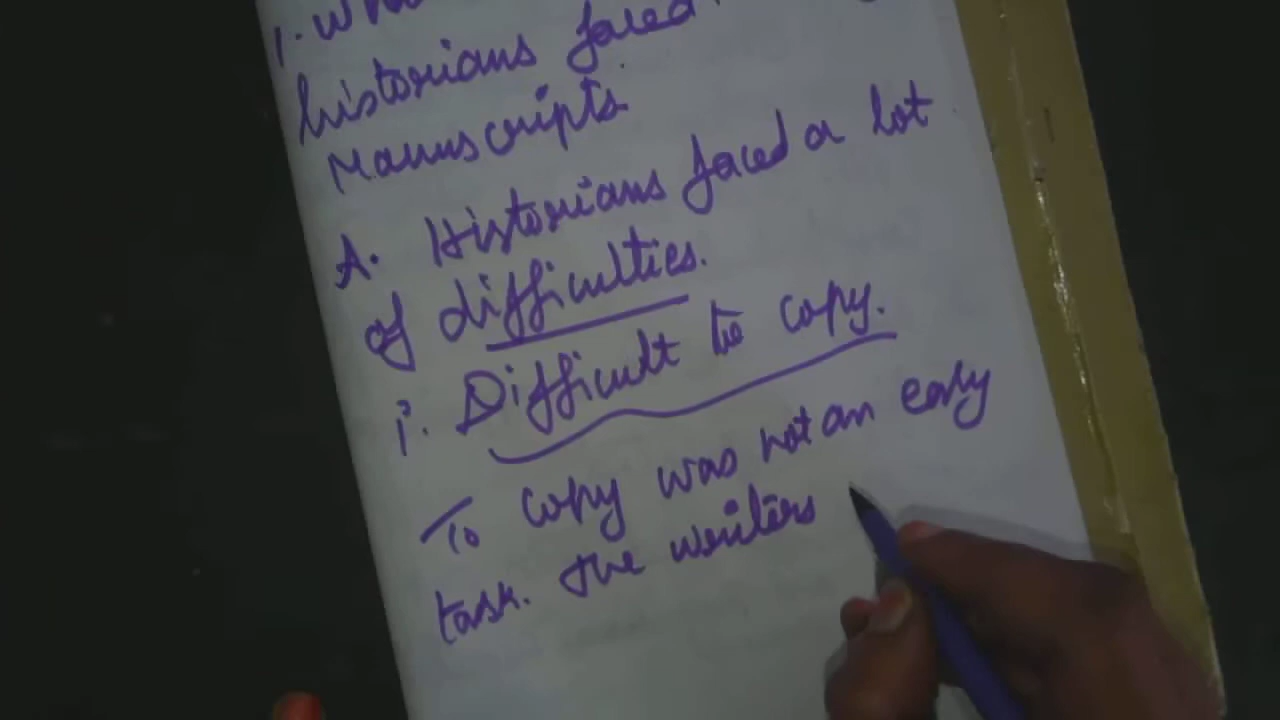 1.
historians faced
Manuscripts.
A. Historians faced a lot
of difficulties.
i. Difficult to copy.
To copy was not an easy
task. The writers